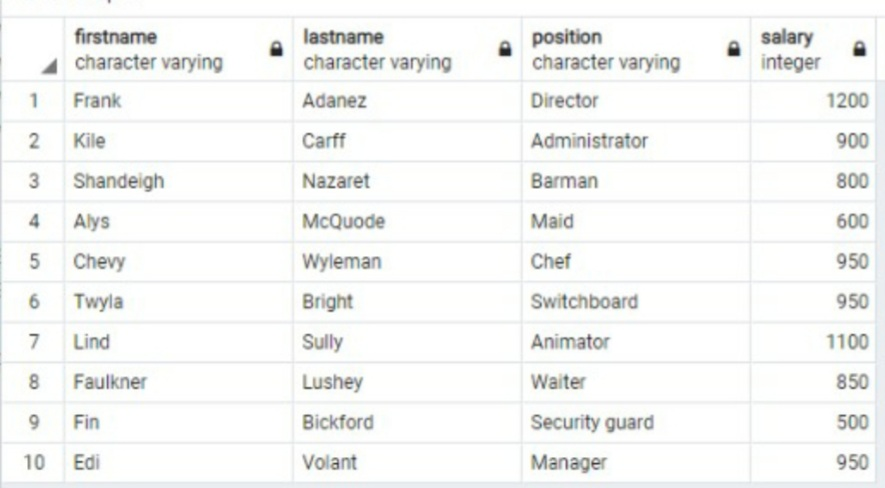 firstname lastname position salary
character varying character varying character varying integer
1 Frank Adanez Director 1200
2 Kile Carff Administrator 900
3 Shandeigh Nazaret Barman 800
4 Alys McQuode Maid 600
5 Chevy Wyleman Chef 950
6 Twyla Bright Switchboard 950
7 Lind Sully Animator 1100
8 Faulkner Lushey Waiter 850
9 Fin Bickford Security guard 500
10 Edi Volant Manager 950